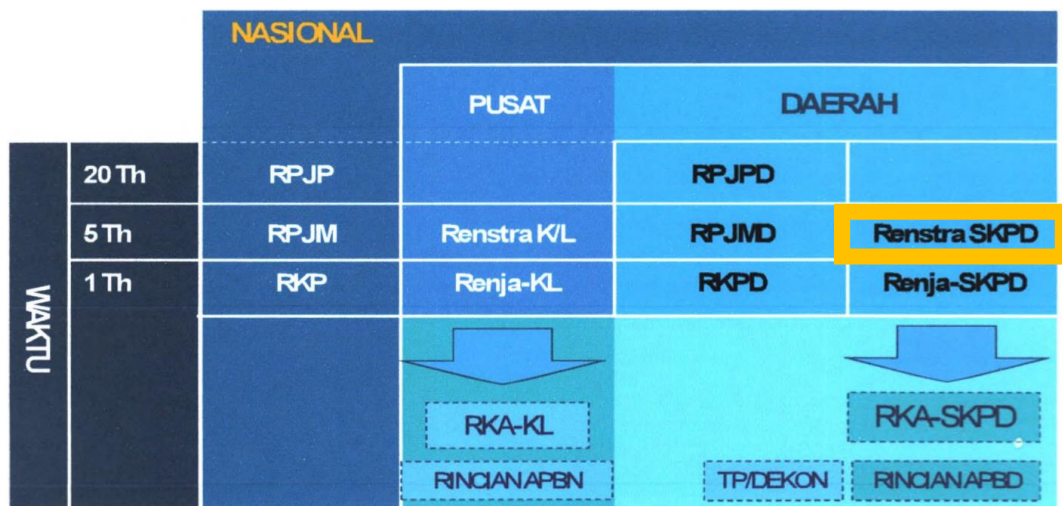 NASIONAL
PUSAT DAERAH
WAKTU
20 Th RPJP RPJPD
5 Th RPJM Renstra K/L RPJMD Renstra SKPD
1 Th RKP Renja-KL RKPD Renja-SKPD
RKA-KL RKA-SKPD
RINCIAN APBN TP/DEKON RINCIAN APBD